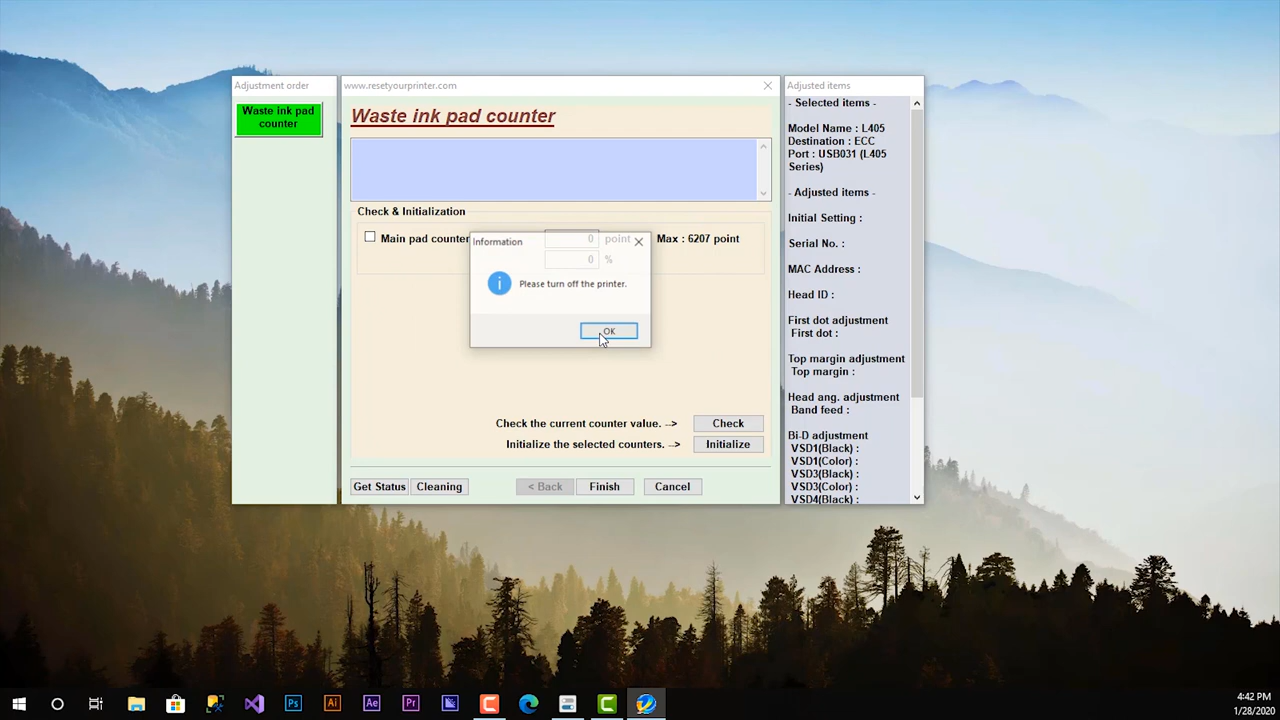 Adjustment order
Waste ink pad
counter
www.resetyourprinter.com
Waste ink pad counter
Check & Initialization
Main pad counter
0 point
Max : 6207 point
0 %
Information
Please turn off the printer.
OK
Check the current counter value. -->
Check
Initialize the selected counters. -->
Initialize
Get Status
Cleaning
< Back
Finish
Cancel
Adjusted items
- Selected items -
Model Name : L405
Destination : ECC
Port : USB031 (L405
Series)
- Adjusted items -
Initial Setting :
Serial No. :
MAC Address :
Head ID :
First dot adjustment
First dot :
Top margin adjustment
Top margin :
Head ang. adjustment
Band feed :
Bi-D adjustment
VSD1(Black) :
VSD1(Color) :
VSD3(Black) :
VSD3(Color) :
VSD4(Black) :
Ps
Ai
Ae
Pr
4:42 PM
1/28/2020